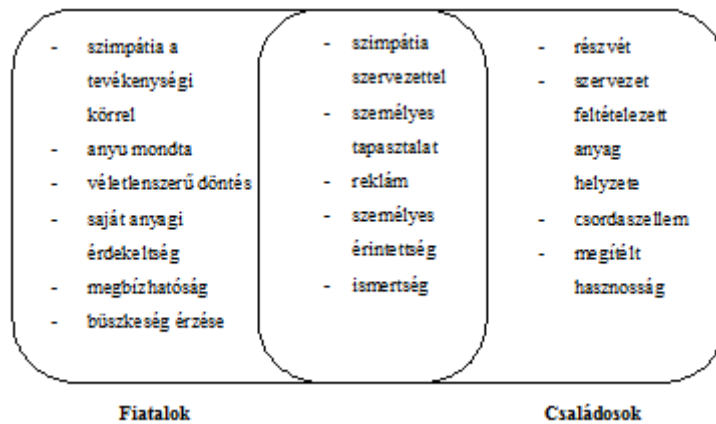 - szimpátia a
tevékenységi
körrel
- anyu mondta
- véletlenszerű döntés
- saját anyagi
érdekeltség
- megbízhatóság
- büszkeség érzése
- szimpátia
szervezettel
- személyes
tapasztalat
- reklám
- személyes
érintettség
- ismertség
- részvét
- szervezet
feltételezett
anyag
helyzete
- csordaszellem
- megítélt
hasznosság
Fiatalok
Családosok